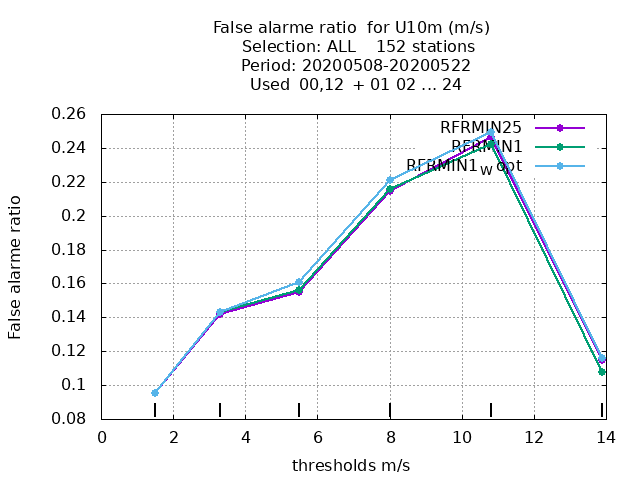 False alarme ratio  for U10m (m/s)
Selection: ALL    152 stations
Period: 20200508-20200522
Used  00,12  + 01 02 ... 24
0.26
0.24
0.22
0.2
0.18
0.16
0.14
0.12
0.1
0.08
False alarme ratio
RFRMIN25
RFRMIN1
RFRMIN1wopt
0 2 4 6 8 10 12 14
thresholds m/s